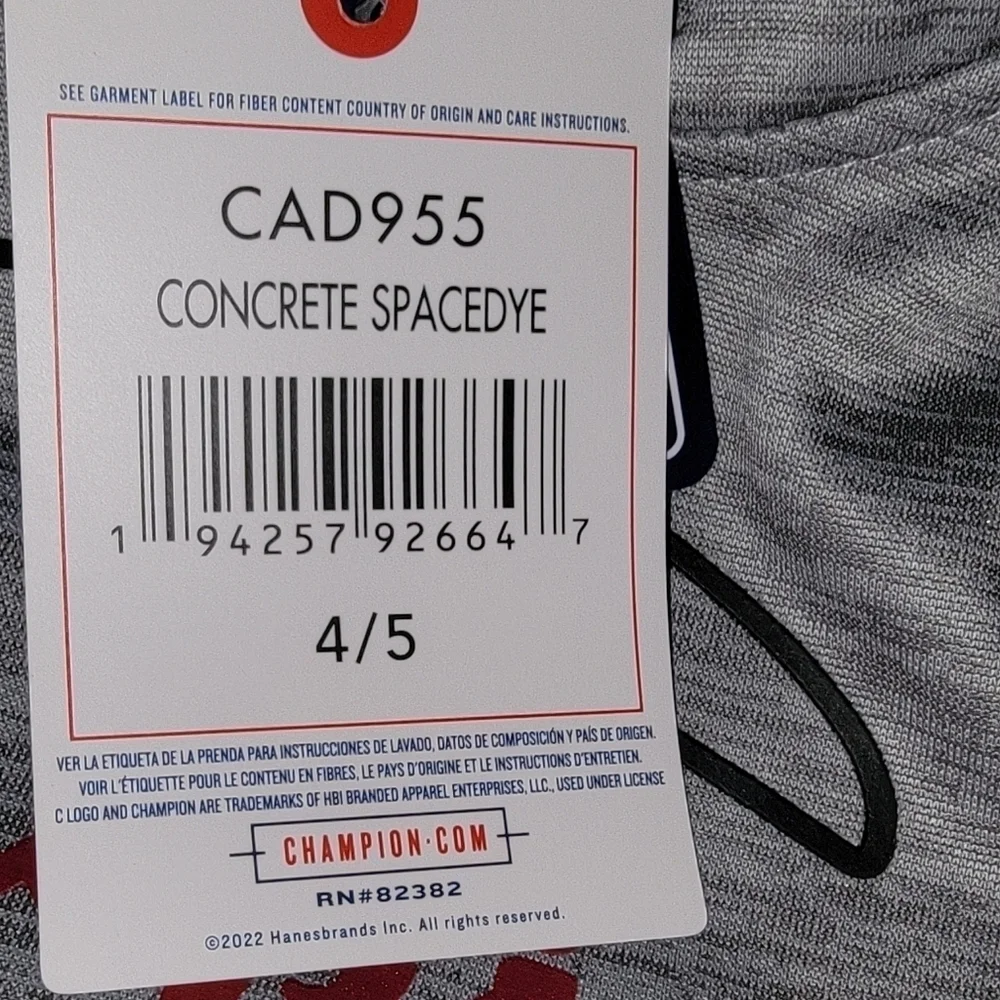 SEE GARMENT LABEL FOR FIBER CONTENT COUNTRY OF ORIGIN AND CARE INSTRUCTIONS.
CAD955
CONCRETE SPACEDYE
1 94257 92664 7
4/5
VER LA ETIQUETA DE LA PRENDA PARA INSTRUCCIONES DE LAVADO, DATOS DE COMPOSICIÓN Y PAÍS DE ORIGEN.
VOIR L'ÉTIQUETTE POUR LE CONTENU EN FIBRES, LE PAYS D'ORIGINE ET LE INSTRUCTIONS D'ENTRETIEN.
C LOGO AND CHAMPION ARE TRADEMARKS OF HBI BRANDED APPAREL ENTERPRISES, LLC., USED UNDER LICENSE
CHAMPION·COM
RN#82382
©2022 Hanesbrands Inc. All rights reserved.